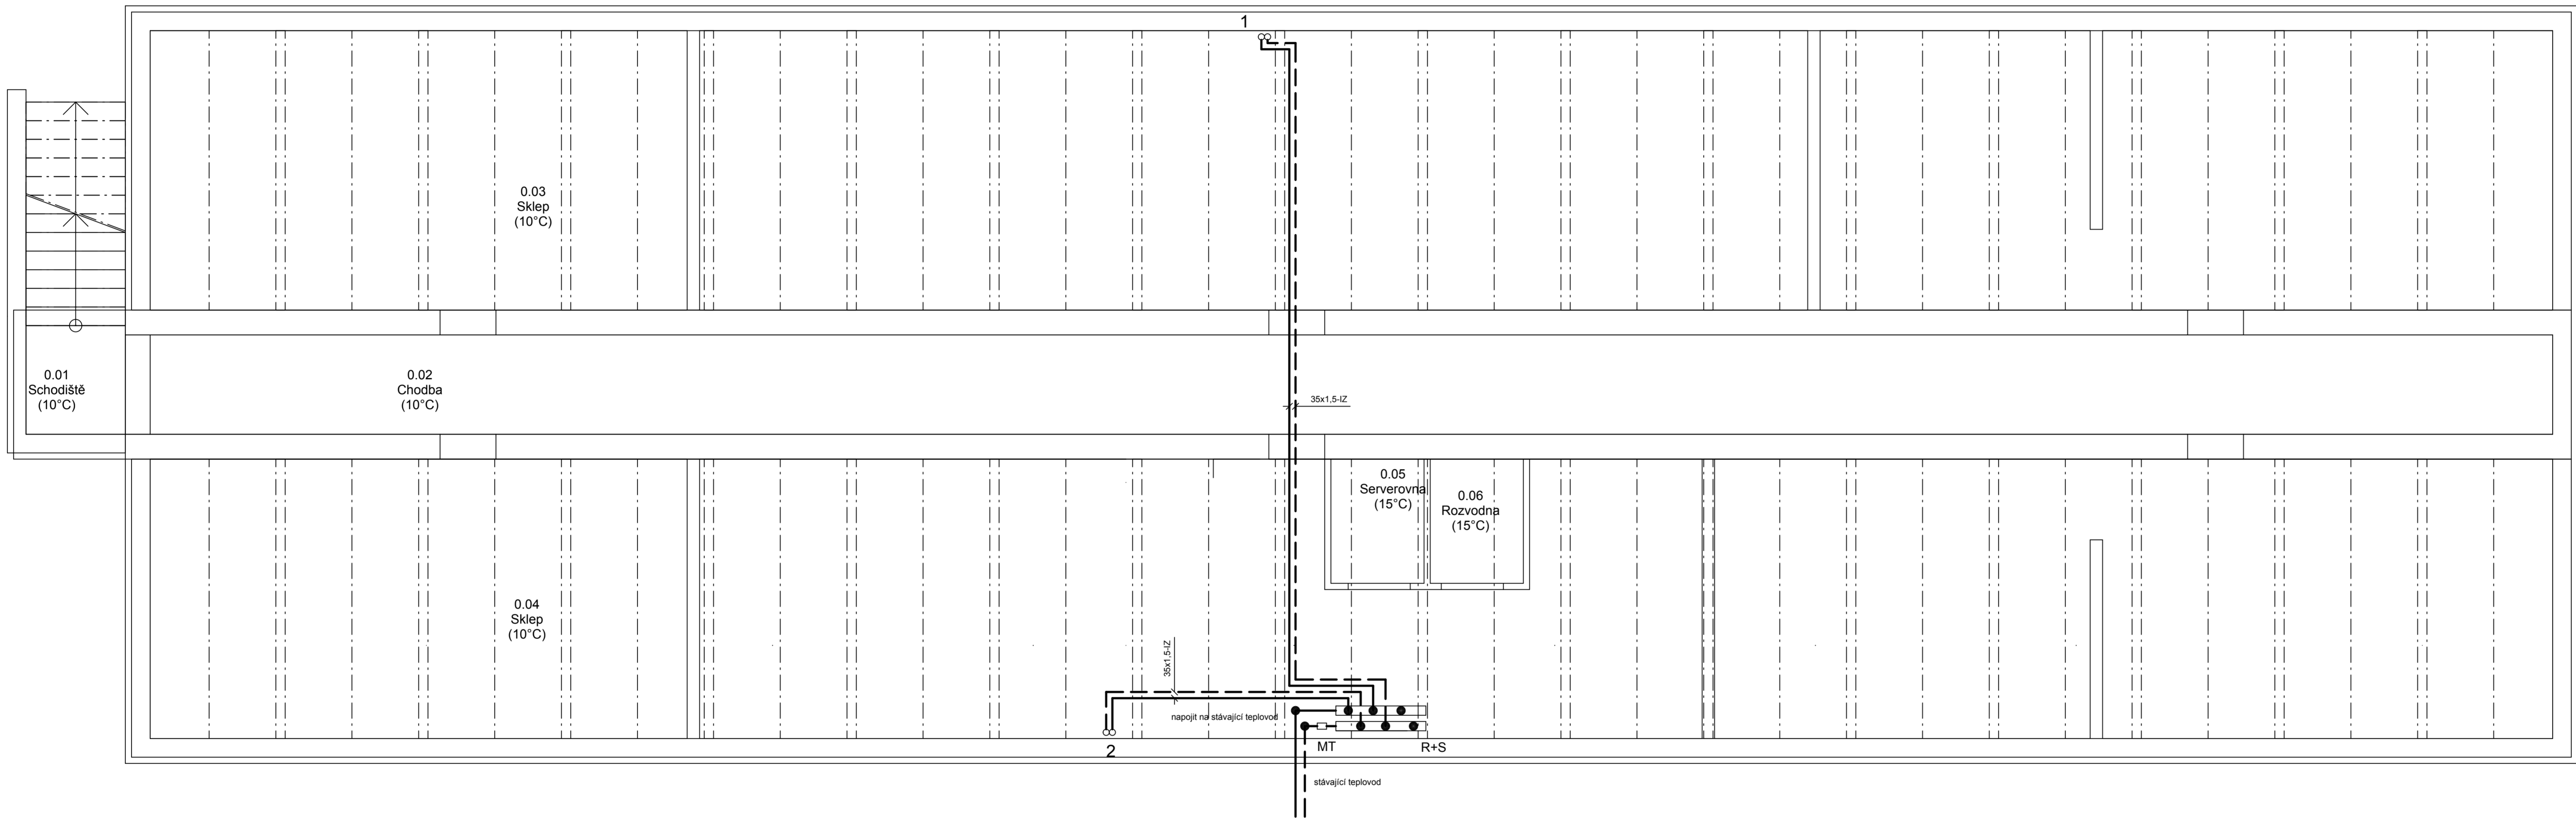 1
0.03
Sklep
(10°C)
0.01
Schodiště
(10°C)
0.02
Chodba
(10°C)
35x1,5-IZ
0.05
Serverovna
(15°C)
0.06
Rozvodna
(15°C)
0.04
Sklep
(10°C)
35x1,5-IZ
napojit na stávající teplovod
2
MT
R+S
stávající teplovod